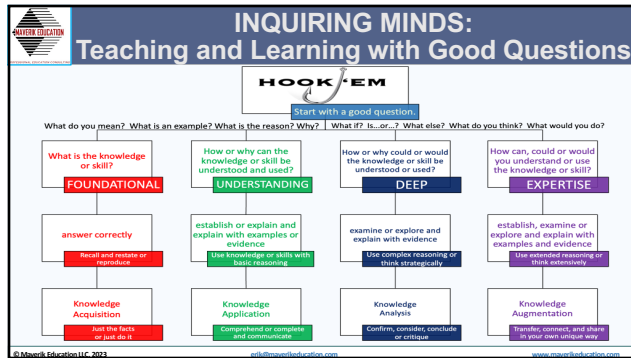 MAVERIK EDUCATION
INTERNATIONAL EDUCATION CONSULTING
INQUIRING MINDS:
Teaching and Learning with Good Questions
HOOK 'EM
Start with a good question.
What do you mean? What is an example? What is the reason? Why? What if? Is...or...? What else? What do you think? What would you do?
What is the knowledge
or skill?
FOUNDATIONAL
How or why can the
knowledge or skill be
understood and used?
UNDERSTANDING
How or why could or would
the knowledge or skill be
understood or used?
DEEP
How can, could or would
you understand or use
the knowledge or skill?
EXPERTISE
answer correctly
Recall and restate or
reproduce
establish or explain and
explain with examples or
evidence
Use knowledge or skills with
basic reasoning
examine or explore and
explain with evidence
Use complex reasoning or
think strategically
establish, examine or
explore and explain with
examples and evidence
Use extended reasoning or
think extensively
Knowledge
Acquisition
Just the facts
or just do it
Knowledge
Application
Comprehend or complete
and communicate
Knowledge
Analysis
Confirm, consider, conclude
or critique
Knowledge
Augmentation
Transfer, connect, and share
in your own unique way
© Maverik Education LLC. 2023
erik@maverikeducation.com
www.maverikeducation.com